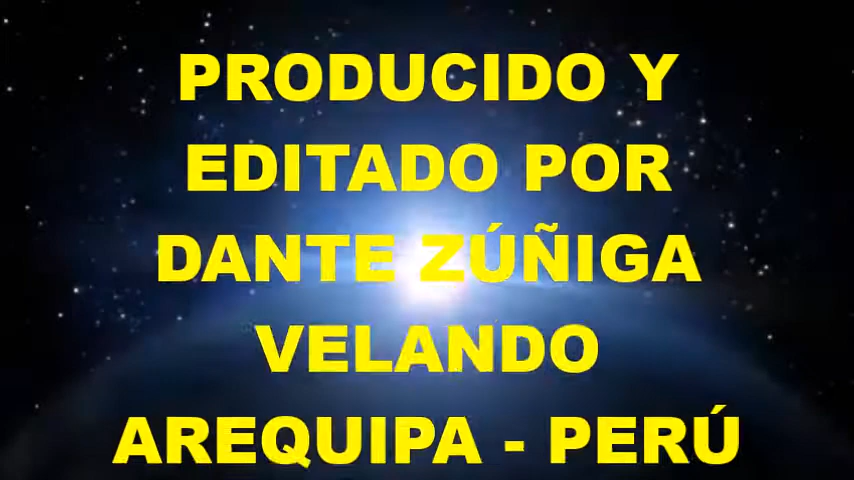 PRODUCIDO Y
EDITADO POR
DANTE ZÚÑIGA
VELANDO
AREQUIPA - PERÚ